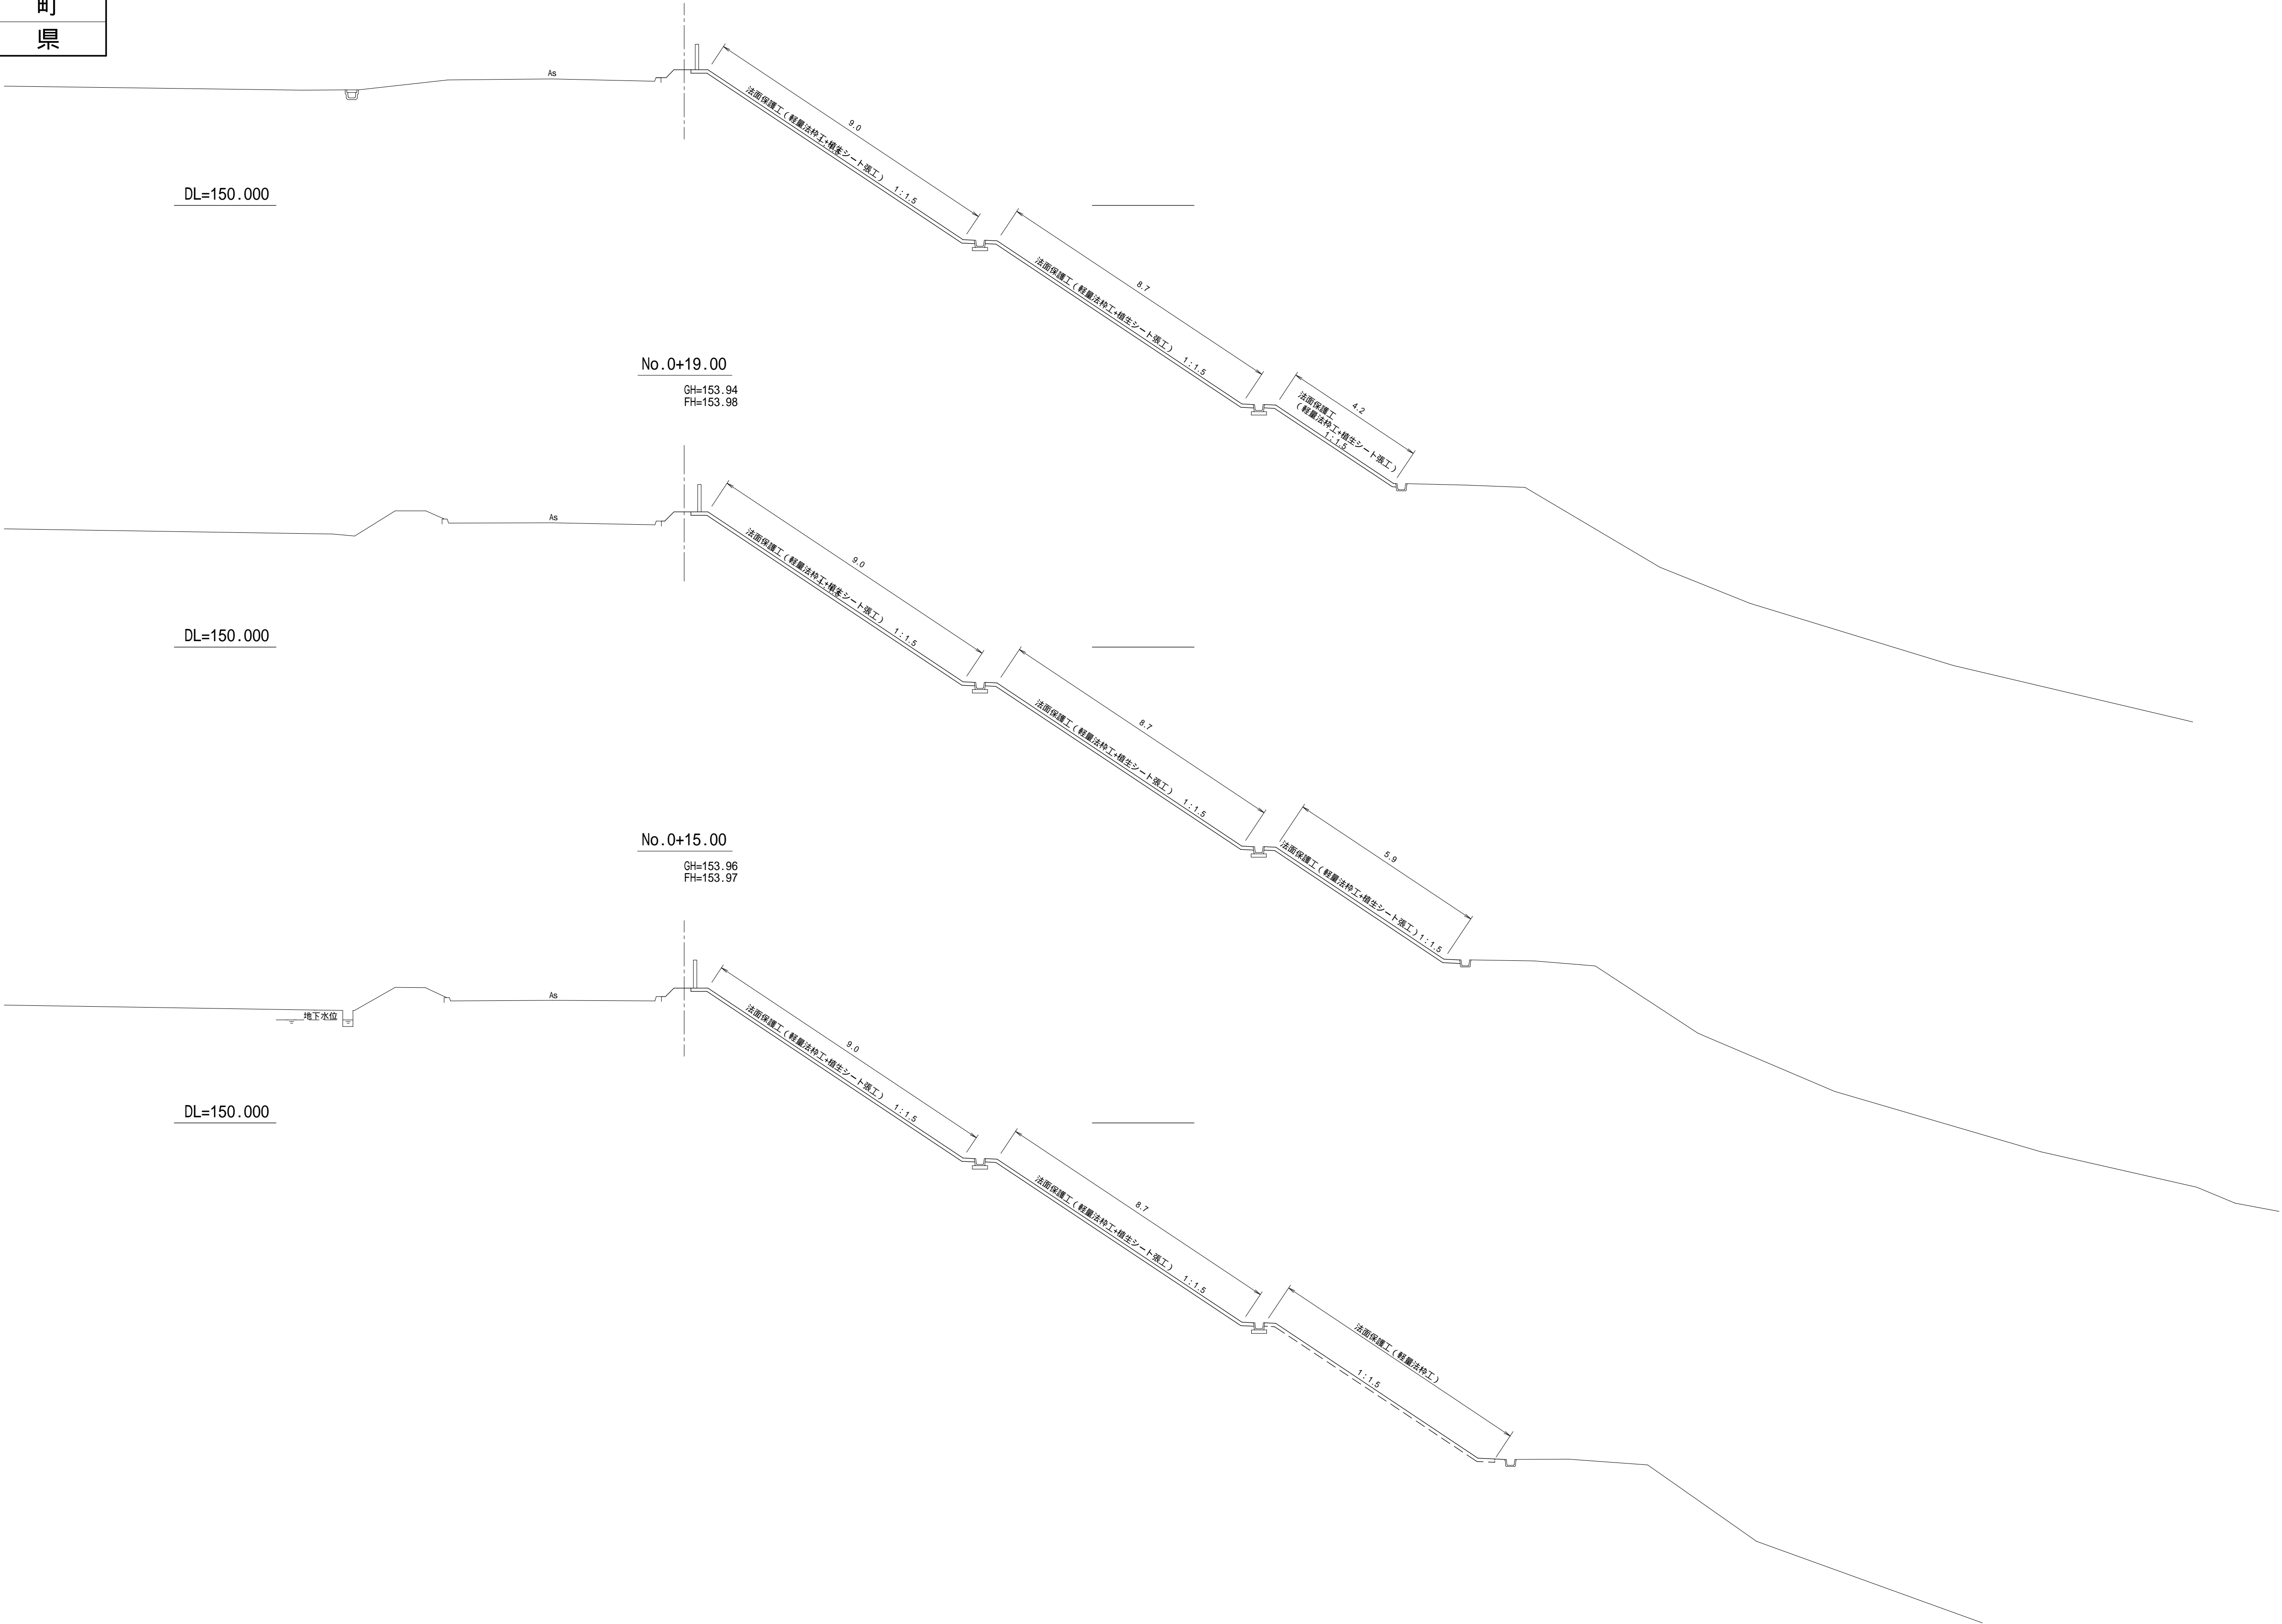 町
県
As
法面保護工(軽量法枠工+植生シート張工) 1:1.5
9.0
DL=150.000
法面保護工(軽量法枠工+植生シート張工) 1:1.5
8.7
法面保護工
(軽量法枠工+植生シート張工)
1:1.5
4.2
No.0+19.00
GH=153.94
FH=153.98
As
法面保護工(軽量法枠工+植生シート張工) 1:1.5
9.0
DL=150.000
法面保護工(軽量法枠工+植生シート張工) 1:1.5
8.7
法面保護工(軽量法枠工+植生シート張工)1:1.5
5.9
No.0+15.00
GH=153.96
FH=153.97
As
地下水位
法面保護工(軽量法枠工+植生シート張工) 1:1.5
9.0
DL=150.000
法面保護工(軽量法枠工+植生シート張工) 1:1.5
8.7
法面保護工(軽量法枠工)
1:1.5